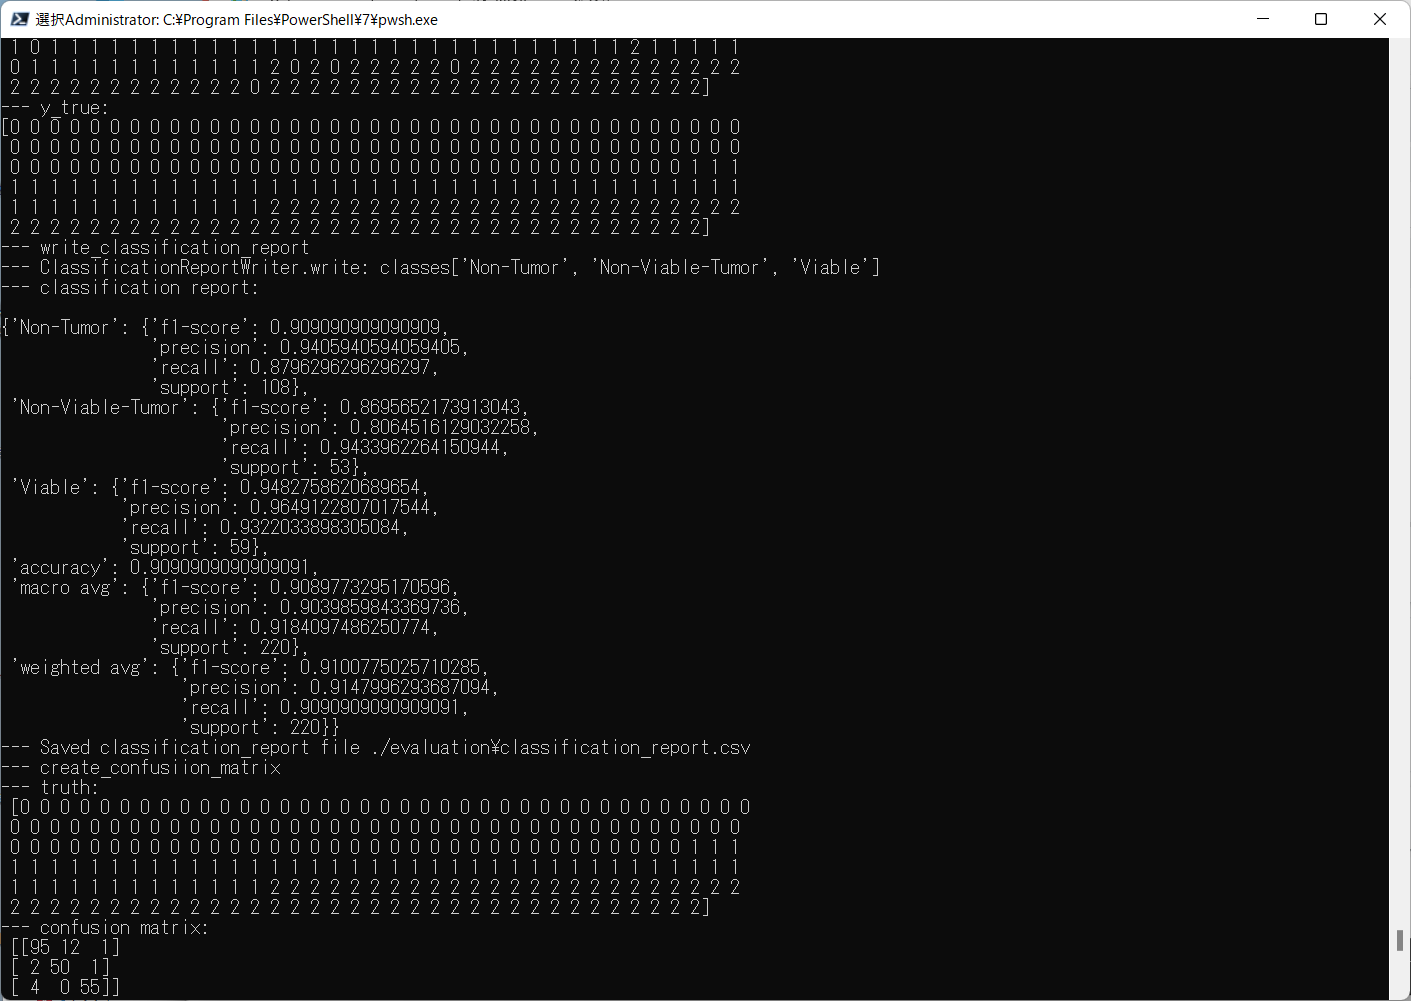 選択Administrator: C:¥Program Files¥PowerShell¥7¥pwsh.exe
1 0 1 1 1 1 1 1 1 1 1 1 1 1 1 1 1 1 1 1 1 1 1 1 1 1 1 1 1 1 1 2 1 1 1 1 1
0 1 1 1 1 1 1 1 1 1 1 1 1 2 0 2 0 2 2 2 2 2 0 2 2 2 2 2 2 2 2 2 2 2 2 2 2
2 2 2 2 2 2 2 2 2 2 2 2 0 2 2 2 2 2 2 2 2 2 2 2 2 2 2 2 2 2 2 2 2 2 2]
--- y_true:
[0 0 0 0 0 0 0 0 0 0 0 0 0 0 0 0 0 0 0 0 0 0 0 0 0 0 0 0 0 0 0 0 0 0 0 0 0
0 0 0 0 0 0 0 0 0 0 0 0 0 0 0 0 0 0 0 0 0 0 0 0 0 0 0 0 0 0 0 0 0 0 0 0 0
0 0 0 0 0 0 0 0 0 0 0 0 0 0 0 0 0 0 0 0 0 0 0 0 0 0 0 0 0 0 0 0 0 0 1 1 1
1 1 1 1 1 1 1 1 1 1 1 1 1 1 1 1 1 1 1 1 1 1 1 1 1 1 1 1 1 1 1 1 1 1 1 1 1
1 1 1 1 1 1 1 1 1 1 1 1 1 2 2 2 2 2 2 2 2 2 2 2 2 2 2 2 2 2 2 2 2 2 2 2 2
2 2 2 2 2 2 2 2 2 2 2 2 2 2 2 2 2 2 2 2 2 2 2 2 2 2 2 2 2 2 2 2 2 2 2]
--- write_classification_report
--- ClassificationReportWriter.write: classes['Non-Tumor', 'Non-Viable-Tumor', 'Viable']
--- classification report:
{'Non-Tumor': {'f1-score': 0.909090909090909,
'precision': 0.9405940594059405,
'recall': 0.8796296296296297,
'support': 108},
'Non-Viable-Tumor': {'f1-score': 0.8695652173913043,
'precision': 0.8064516129032258,
'recall': 0.9433962264150944,
'support': 53},
'Viable': {'f1-score': 0.9482758620689654,
'precision': 0.9649122807017544,
'recall': 0.9322033898305084,
'support': 59},
'accuracy': 0.9090909090909091,
'macro avg': {'f1-score': 0.9089773295170596,
'precision': 0.9039859843369736,
'recall': 0.9184097486250774,
'support': 220},
'weighted avg': {'f1-score': 0.9100775025710285,
'precision': 0.9147996293687094,
'recall': 0.9090909090909091,
'support': 220}}
--- Saved classification_report file ./evaluation¥classification_report.csv
--- create_confusiion_matrix
--- truth:
[0 0 0 0 0 0 0 0 0 0 0 0 0 0 0 0 0 0 0 0 0 0 0 0 0 0 0 0 0 0 0 0 0 0 0 0 0
0 0 0 0 0 0 0 0 0 0 0 0 0 0 0 0 0 0 0 0 0 0 0 0 0 0 0 0 0 0 0 0 0 0 0 0 0
0 0 0 0 0 0 0 0 0 0 0 0 0 0 0 0 0 0 0 0 0 0 0 0 0 0 0 0 0 0 0 0 0 0 1 1 1
1 1 1 1 1 1 1 1 1 1 1 1 1 1 1 1 1 1 1 1 1 1 1 1 1 1 1 1 1 1 1 1 1 1 1 1 1
1 1 1 1 1 1 1 1 1 1 1 1 1 2 2 2 2 2 2 2 2 2 2 2 2 2 2 2 2 2 2 2 2 2 2 2 2
2 2 2 2 2 2 2 2 2 2 2 2 2 2 2 2 2 2 2 2 2 2 2 2 2 2 2 2 2 2 2 2 2 2 2]
--- confusion matrix:
[[95 12  1]
[ 2 50  1]
[ 4  0 55]]